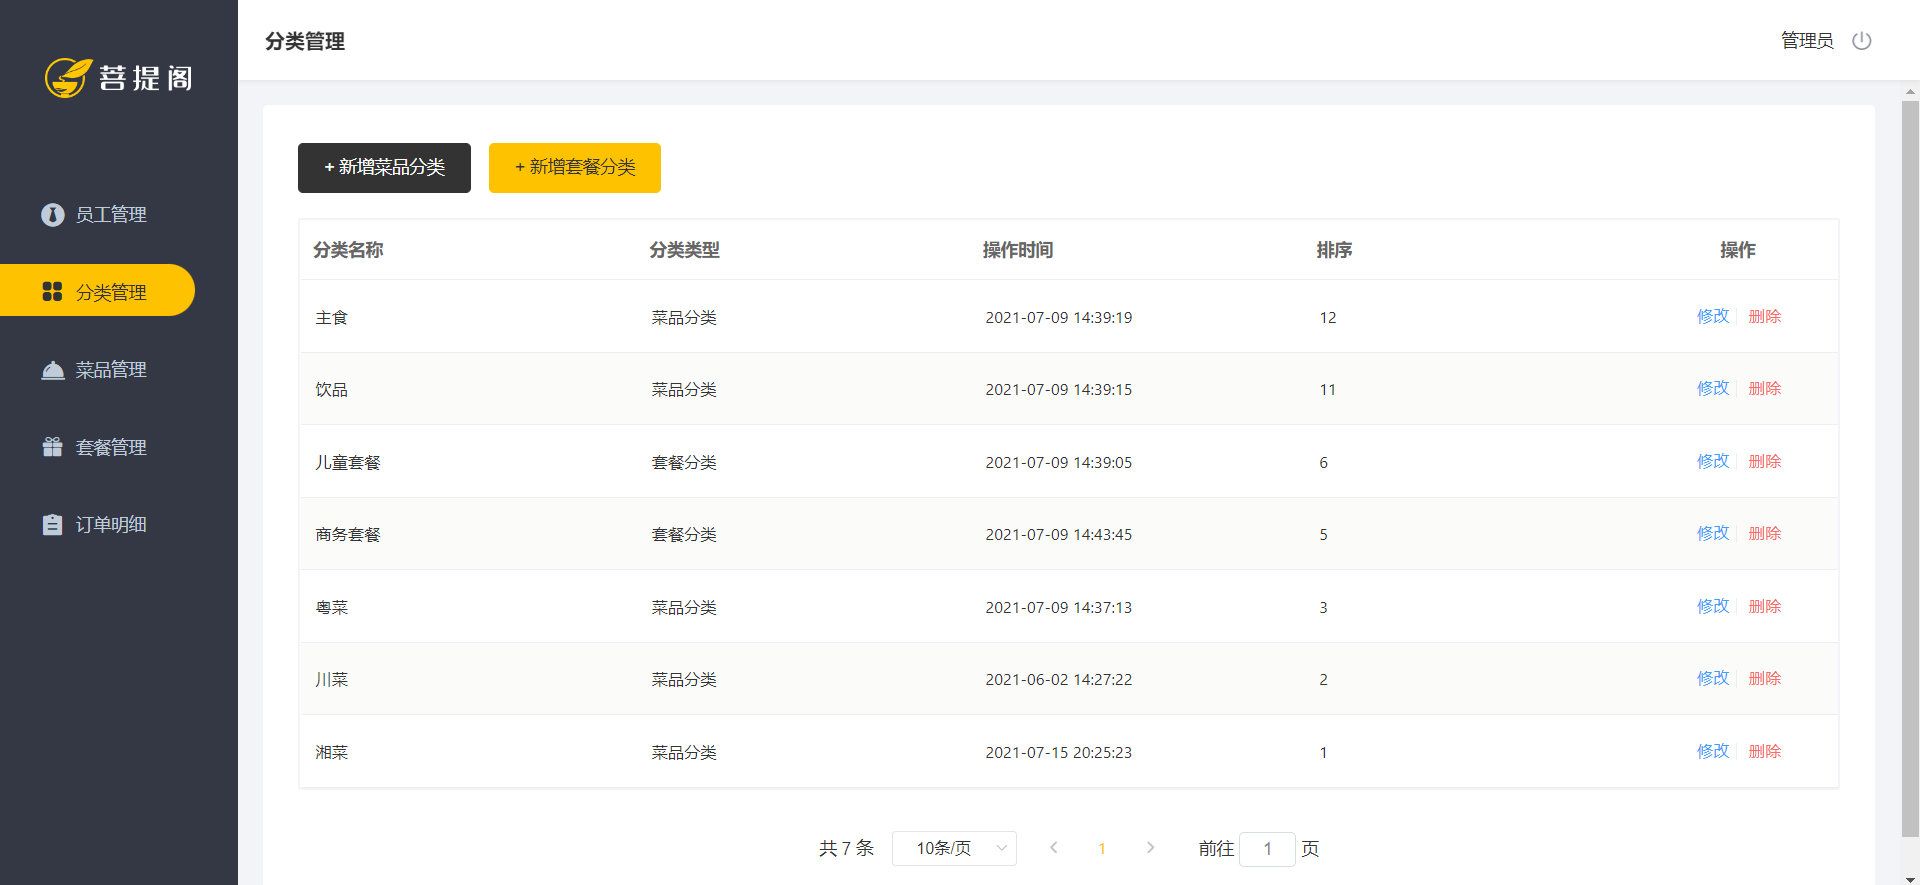 菩提阁
员工管理
分类管理
菜品管理
套餐管理
订单明细
分类管理
管理员
+ 新增菜品分类 + 新增套餐分类
分类名称 分类类型 操作时间 排序 操作
主食 菜品分类 2021-07-09 14:39:19 12 修改 删除
饮品 菜品分类 2021-07-09 14:39:15 11 修改 删除
儿童套餐 套餐分类 2021-07-09 14:39:05 6 修改 删除
商务套餐 套餐分类 2021-07-09 14:43:45 5 修改 删除
粤菜 菜品分类 2021-07-09 14:37:13 3 修改 删除
川菜 菜品分类 2021-06-02 14:27:22 2 修改 删除
湘菜 菜品分类 2021-07-15 20:25:23 1 修改 删除
共 7 条 10条/页 1 前往 1 页